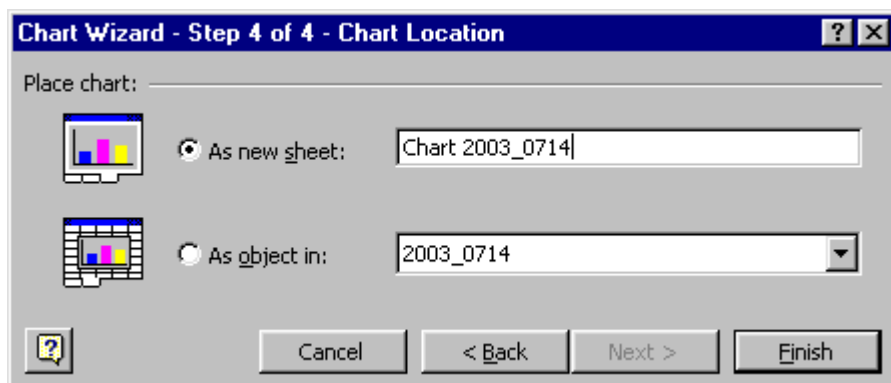 Chart Wizard - Step 4 of 4 - Chart Location
Place chart:
As new sheet: Chart 2003_0714
As object in: 2003_0714
Cancel < Back Next > Finish